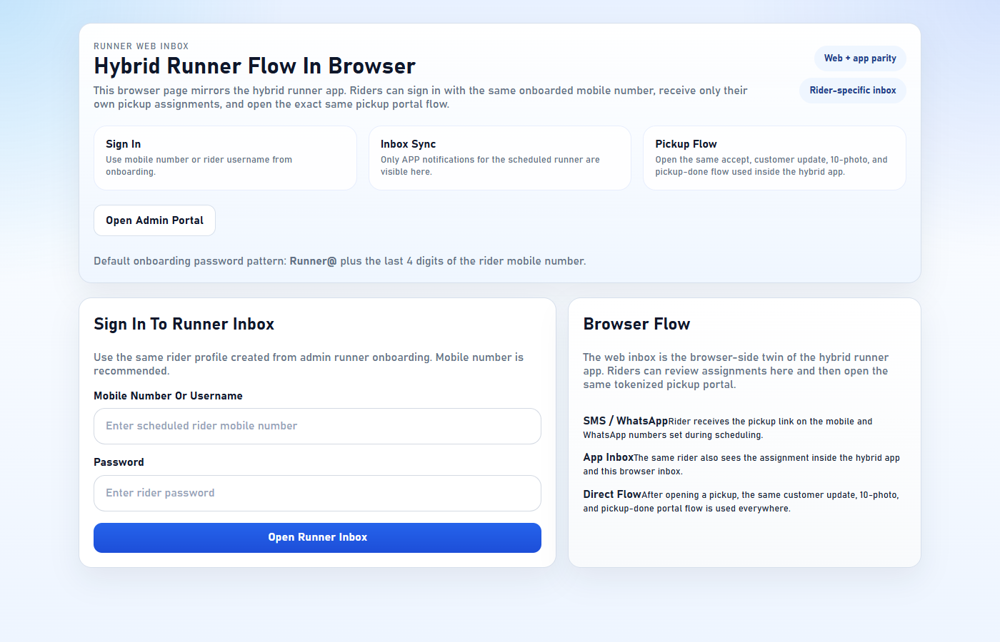 RUNNER WEB INBOX
Hybrid Runner Flow In Browser
This browser page mirrors the hybrid runner app. Riders can sign in with the same onboarded mobile number, receive only their
own pickup assignments, and open the exact same pickup portal flow.
Web + app parity
Rider-specific inbox
Sign In
Use mobile number or rider username from
onboarding.
Inbox Sync
Only APP notifications for the scheduled runner are
visible here.
Pickup Flow
Open the same accept, customer update, 10-photo, and
pickup-done flow used inside the hybrid app.
Open Admin Portal
Default onboarding password pattern: Runner@ plus the last 4 digits of the rider mobile number.
Sign In To Runner Inbox
Use the same rider profile created from admin runner onboarding. Mobile number is
recommended.
Mobile Number Or Username
Enter scheduled rider mobile number
Password
Enter rider password
Open Runner Inbox
Browser Flow
The web inbox is the browser-side twin of the hybrid runner
app. Riders can review assignments here and then open the
same tokenized pickup portal.
SMS / WhatsAppRider receives the pickup link on the mobile and
WhatsApp numbers set during scheduling.
App InboxThe same rider also sees the assignment inside the hybrid app
and this browser inbox.
Direct FlowAfter opening a pickup, the same customer update, 10-photo,
and pickup-done portal flow is used everywhere.